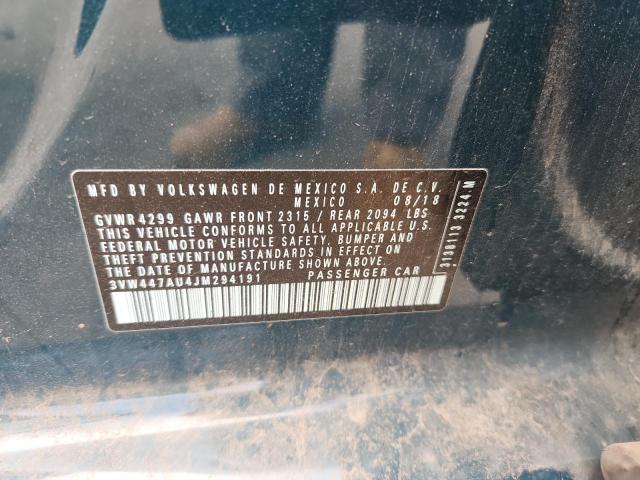 MFD BY VOLKSWAGEN DE MEXICO S.A. DE C.V.
MEXICO 08/18
GVWR 4299 GAWR FRONT 2315 / REAR 2094 LBS
THIS VEHICLE CONFORMS TO ALL APPLICABLE U.S.
FEDERAL MOTOR VEHICLE SAFETY, BUMPER AND
THEFT PREVENTION STANDARDS IN EFFECT ON
THE DATE OF MANUFACTURE SHOWN ABOVE.
3VW447AU4JM294191 PASSENGER CAR